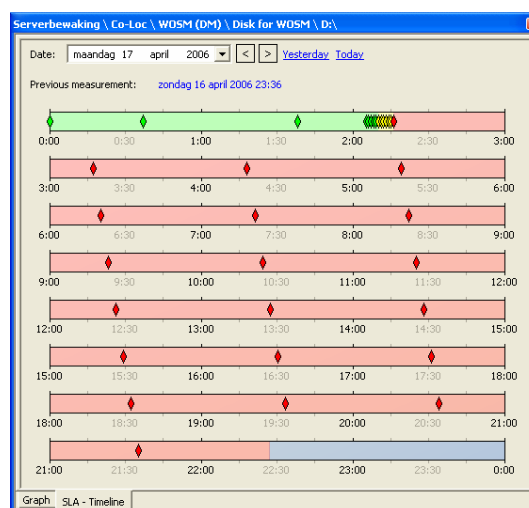 Serverbewaking \ Co-Loc \ WOSM (DM) \ Disk for WOSM \ D:\
Date: maandag 17 april 2006 < > Yesterday Today
Previous measurement: zondag 16 april 2006 23:36
0:00 0:30 1:00 1:30 2:00 2:30 3:00
3:00 3:30 4:00 4:30 5:00 5:30 6:00
6:00 6:30 7:00 7:30 8:00 8:30 9:00
9:00 9:30 10:00 10:30 11:00 11:30 12:00
12:00 12:30 13:00 13:30 14:00 14:30 15:00
15:00 15:30 16:00 16:30 17:00 17:30 18:00
18:00 18:30 19:00 19:30 20:00 20:30 21:00
21:00 21:30 22:00 22:30 23:00 23:30 0:00
Graph SLA - Timeline